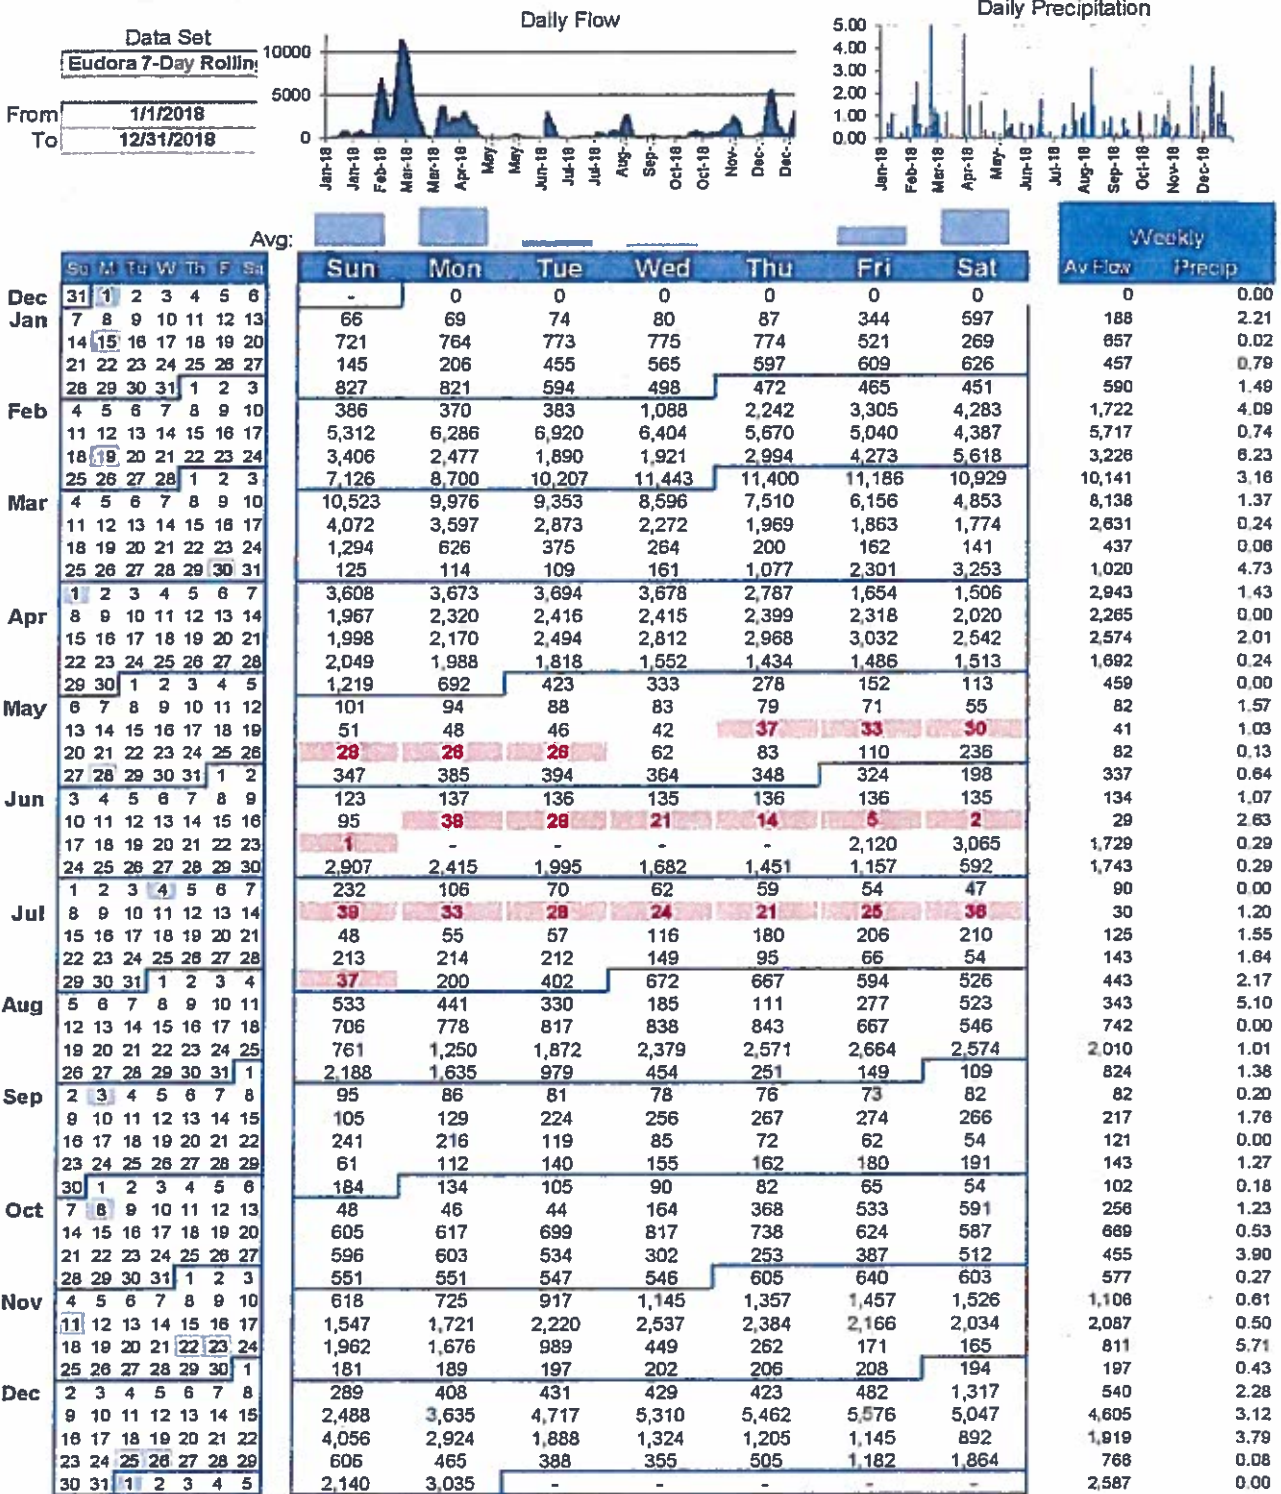 Daily Flow
Daily Precipitation
Data Set
Eudora 7-Day Rollin
From 1/1/2018
To 12/31/2018
10000
5000
0
Jan-18 Jan-18 Feb-18 Mar-18 Mar-18 Apr-18 May- May- Jun-18 Jul-18 Jul-18 Aug- Sep- Oct-18 Oct-18 Nov- Dec- Dec-
5.00
4.00
3.00
2.00
1.00
0.00
Jan-18 Feb-18 Mar-18 Apr-18 May- Jun-18 Jul-18 Aug-18 Sep-18 Oct-18 Nov-18 Dec-18
Avg:
Weekly
Su M Tu W Th F Sa Sun Mon Tue Wed Thu Fri Sat Av Flow Precip
Dec 31 1 2 3 4 5 6 - 0 0 0 0 0 0 0 0.00
Jan 7 8 9 10 11 12 13 66 69 74 80 87 344 597 188 2.21
14 15 16 17 18 19 20 721 764 773 775 774 521 269 657 0.02
21 22 23 24 25 26 27 145 206 455 565 597 609 626 457 0.79
28 29 30 31 1 2 3 827 821 594 498 472 465 451 590 1.49
Feb 4 5 6 7 8 9 10 386 370 383 1,088 2,242 3,305 4,283 1,722 4.09
11 12 13 14 15 16 17 5,312 6,286 6,920 6,404 5,670 5,040 4,387 5,717 0.74
18 19 20 21 22 23 24 3,406 2,477 1,890 1,921 2,994 4,273 5,618 3,226 6.23
25 26 27 28 1 2 3 7,126 8,700 10,207 11,443 11,400 11,186 10,929 10,141 3.16
Mar 4 5 6 7 8 9 10 10,523 9,976 9,353 8,596 7,510 6,156 4,853 8,138 1.37
11 12 13 14 15 16 17 4,072 3,597 2,873 2,272 1,969 1,863 1,774 2,631 0.24
18 19 20 21 22 23 24 1,294 626 375 264 200 162 141 437 0.06
25 26 27 28 29 30 31 125 114 109 161 1,077 2,301 3,253 1,020 4.73
1 2 3 4 5 6 7 3,608 3,673 3,694 3,678 2,787 1,654 1,506 2,943 1.43
Apr 8 9 10 11 12 13 14 1,967 2,320 2,416 2,415 2,399 2,318 2,020 2,265 0.00
15 16 17 18 19 20 21 1,998 2,170 2,494 2,812 2,968 3,032 2,542 2,574 2.01
22 23 24 25 26 27 28 2,049 1,988 1,818 1,552 1,434 1,486 1,513 1,692 0.24
29 30 1 2 3 4 5 1,219 692 423 333 278 152 113 459 0.00
May 6 7 8 9 10 11 12 101 94 88 83 79 71 55 82 1.57
13 14 15 16 17 18 19 51 48 46 42 37 33 30 41 1.03
20 21 22 23 24 25 26 28 26 26 62 83 110 236 82 0.13
27 28 29 30 31 1 2 347 385 394 364 348 324 198 337 0.64
Jun 3 4 5 6 7 8 9 123 137 136 135 136 136 135 134 1.07
10 11 12 13 14 15 16 95 38 28 21 14 5 2 29 2.63
17 18 19 20 21 22 23 1 - - - - 2,120 3,065 1,729 0.29
24 25 26 27 28 29 30 2,907 2,415 1,995 1,682 1,451 1,157 592 1,743 0.29
1 2 3 4 5 6 7 232 106 70 62 59 54 47 90 0.00
Jul 8 9 10 11 12 13 14 39 33 28 24 21 25 36 30 1.20
15 16 17 18 19 20 21 48 55 57 116 180 206 210 125 1.55
22 23 24 25 26 27 28 213 214 212 149 95 66 54 143 1.64
29 30 31 1 2 3 4 37 200 402 672 667 594 526 443 2.17
Aug 5 6 7 8 9 10 11 533 441 330 185 111 277 523 343 5.10
12 13 14 15 16 17 18 706 778 817 838 843 667 546 742 0.00
19 20 21 22 23 24 25 761 1,250 1,872 2,379 2,571 2,664 2,574 2,010 1.01
26 27 28 29 30 31 1 2,188 1,635 979 454 251 149 109 824 1.38
Sep 2 3 4 5 6 7 8 95 86 81 78 76 73 82 82 0.20
9 10 11 12 13 14 15 105 129 224 256 267 274 266 217 1.76
16 17 18 19 20 21 22 241 216 119 85 72 62 54 121 0.00
23 24 25 26 27 28 29 61 112 140 155 162 180 191 143 1.27
30 1 2 3 4 5 6 184 134 105 90 82 65 54 102 0.18
Oct 7 8 9 10 11 12 13 48 46 44 164 368 533 591 256 1.23
14 15 16 17 18 19 20 605 617 699 817 738 624 587 669 0.53
21 22 23 24 25 26 27 596 603 534 302 253 387 512 455 3.90
28 29 30 31 1 2 3 551 551 547 546 605 640 603 577 0.27
Nov 4 5 6 7 8 9 10 618 725 917 1,145 1,357 1,457 1,526 1,106 0.61
11 12 13 14 15 16 17 1,547 1,721 2,220 2,537 2,384 2,166 2,034 2,087 0.50
18 19 20 21 22 23 24 1,962 1,676 989 449 262 171 165 811 5.71
25 26 27 28 29 30 1 181 189 197 202 206 208 194 197 0.43
Dec 2 3 4 5 6 7 8 289 408 431 429 423 482 1,317 540 2.28
9 10 11 12 13 14 15 2,488 3,635 4,717 5,310 5,462 5,576 5,047 4,605 3.12
16 17 18 19 20 21 22 4,056 2,924 1,888 1,324 1,205 1,145 892 1,919 3.79
23 24 25 26 27 28 29 606 465 388 355 505 1,182 1,864 766 0.08
30 31 1 2 3 4 5 2,140 3,035 - - - - - 2,587 0.00